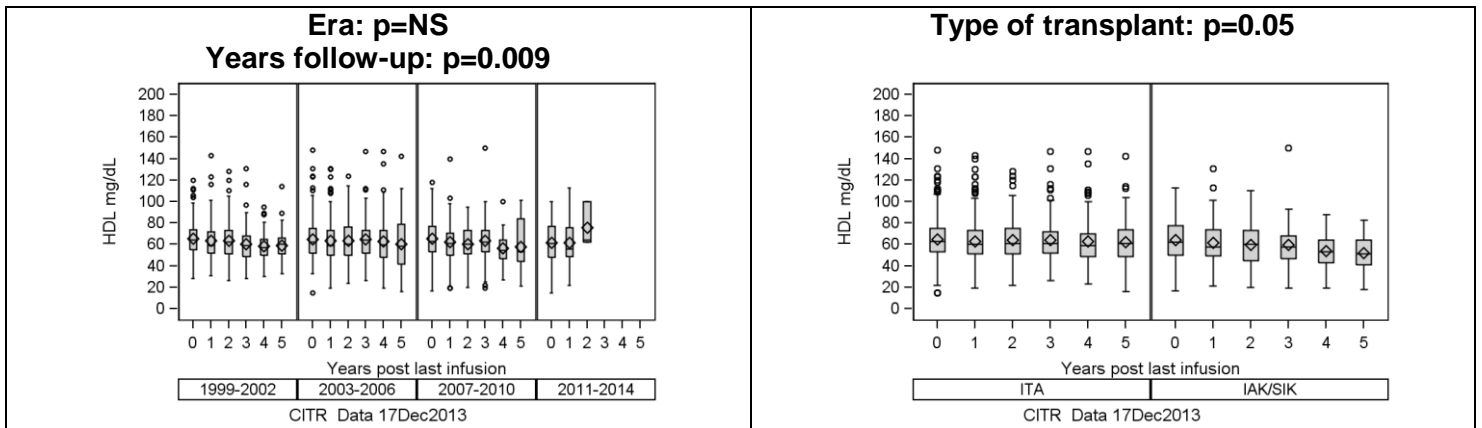 Era: p=NS
Years follow-up: p=0.009
HDL mg/dL
200
180
160
140
120
100
80
60
40
20
0
0 1 2 3 4 5 0 1 2 3 4 5 0 1 2 3 4 5 0 1 2 3 4 5
Years post last infusion
1999-2002 2003-2006 2007-2010 2011-2014
CITR Data 17Dec2013
Type of transplant: p=0.05
HDL mg/dL
200
180
160
140
120
100
80
60
40
20
0
0 1 2 3 4 5 0 1 2 3 4 5
Years post last infusion
ITA IAK/SIK
CITR Data 17Dec2013